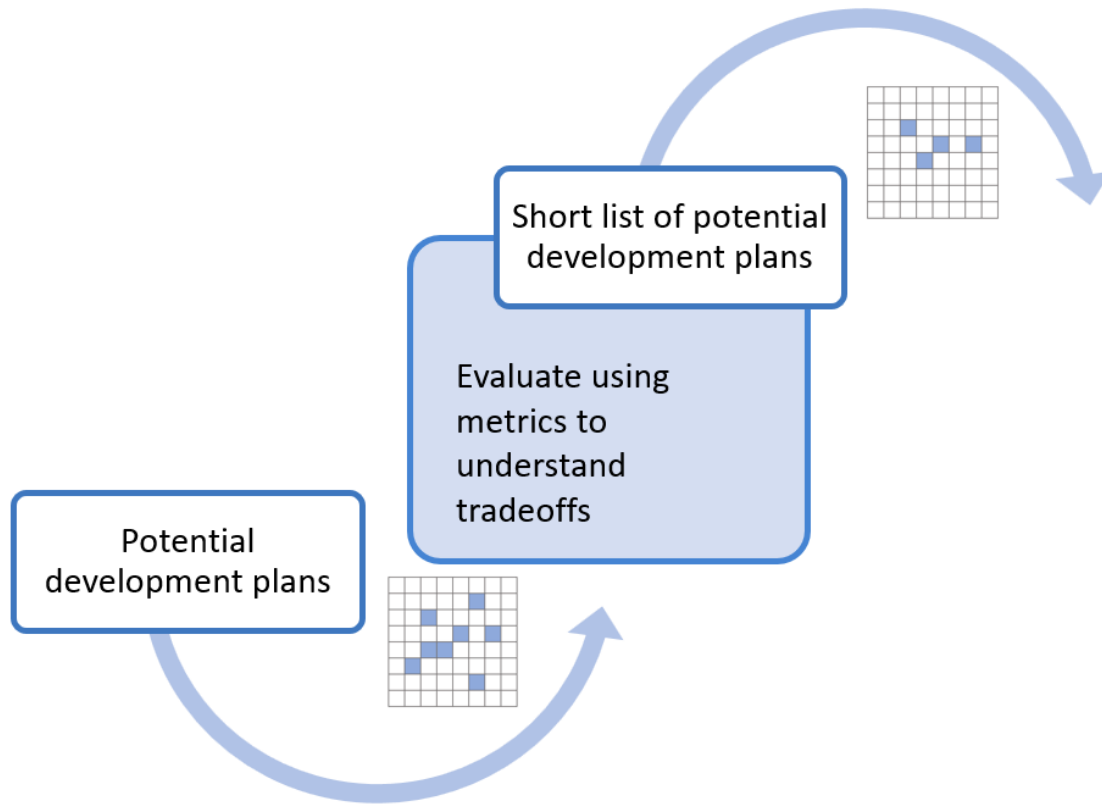 Short list of potential
development plans
Evaluate using
metrics to
understand
tradeoffs
Potential
development plans